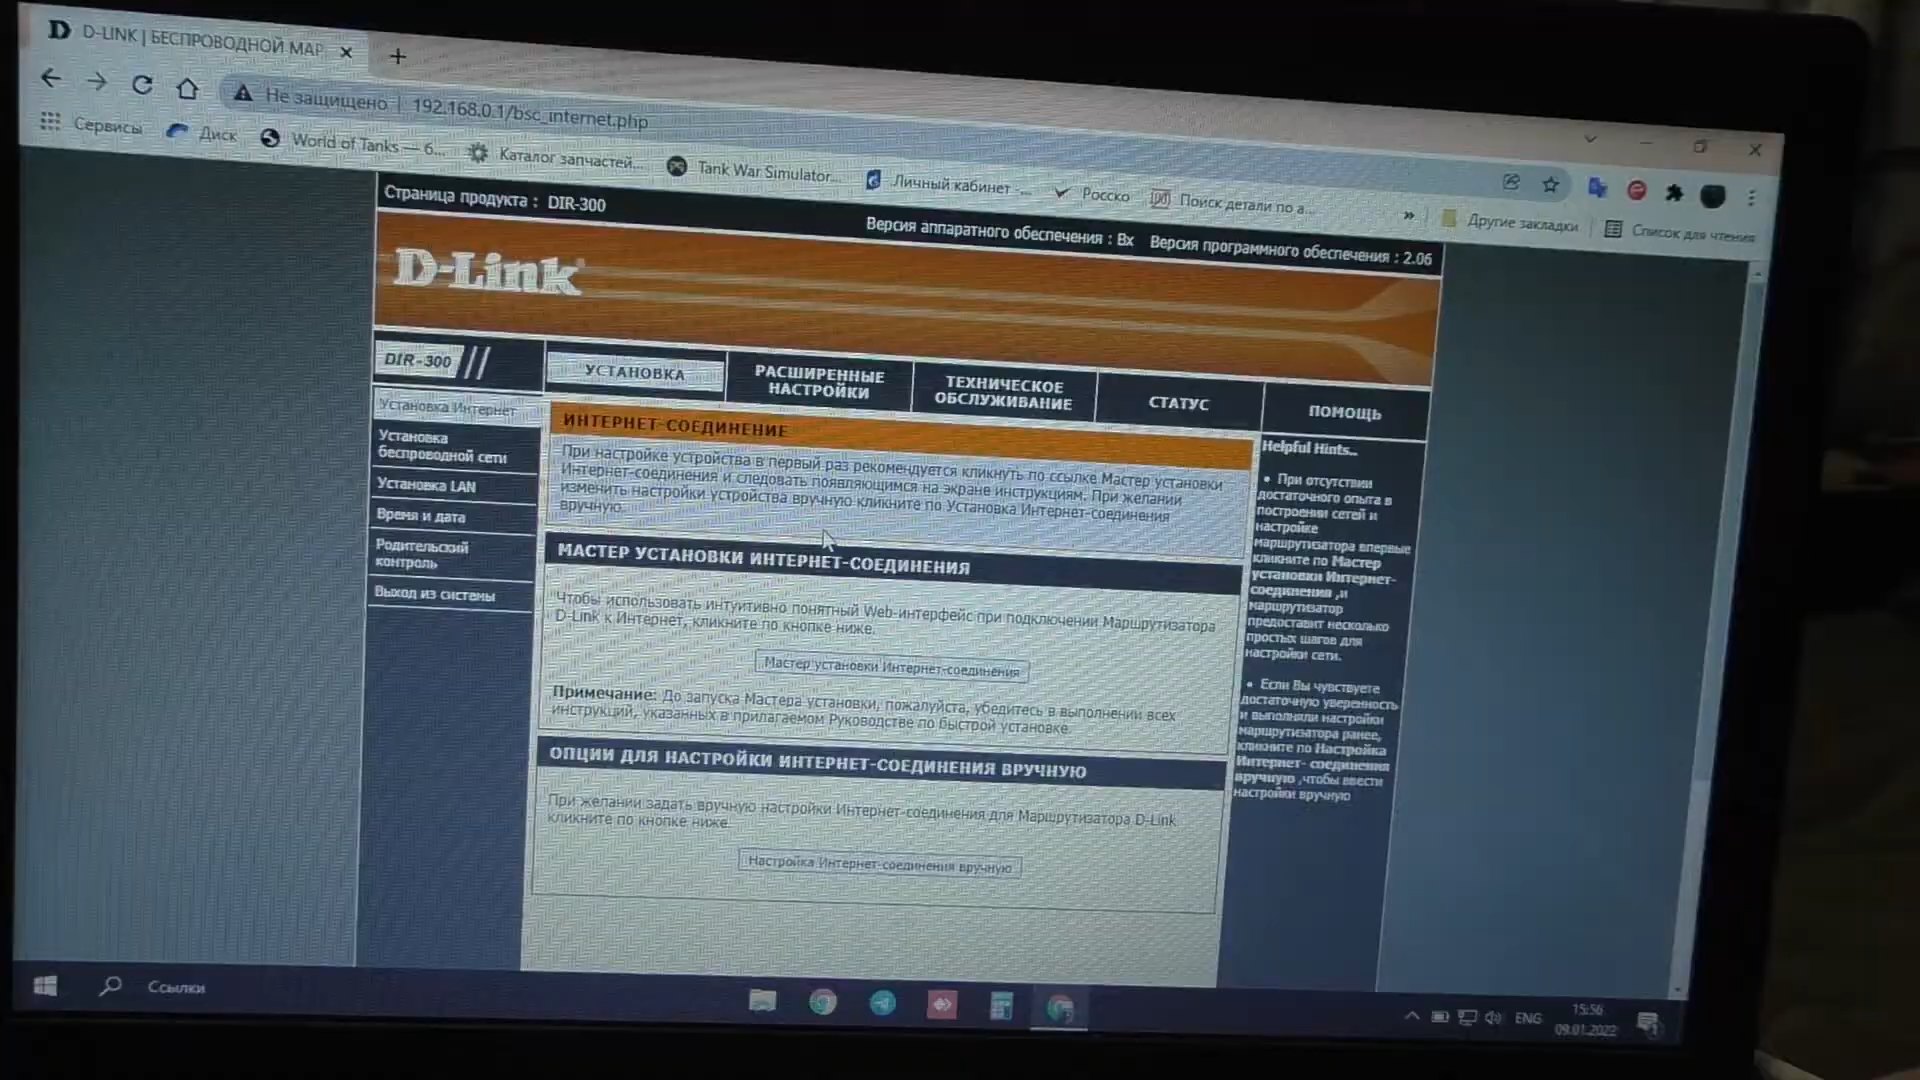 D-LINK | БЕСПРОВОДНОЙ МАР
Не защищено | 192.168.0.1/bsc_internet.php
Сервисы Диск World of Tanks — 6... Каталог запчастей... Tank War Simulator... Личный кабинет -... Росско Поиск детали по а... » Другие закладки Список для чтения
Страница продукта : DIR-300
Версия аппаратного обеспечения : Bx Версия программного обеспечения : 2.06
D-Link
DIR-300
УСТАНОВКА
РАСШИРЕННЫЕ
НАСТРОЙКИ
ТЕХНИЧЕСКОЕ
ОБСЛУЖИВАНИЕ
СТАТУС
ПОМОЩЬ
Установка Интернет
Установка
беспроводной сети
Установка LAN
Время и дата
Родительский
контроль
Выход из системы
ИНТЕРНЕТ-СОЕДИНЕНИЕ
При настройке устройства в первый раз рекомендуется кликнуть по ссылке Мастер установки
Интернет-соединения и следовать появляющимся на экране инструкциям. При желании
изменить настройки устройства вручную кликните по Установка Интернет-соединения
вручную.
МАСТЕР УСТАНОВКИ ИНТЕРНЕТ-СОЕДИНЕНИЯ
Чтобы использовать интуитивно понятный Web-интерфейс при подключении Маршрутизатора
D-Link к Интернет, кликните по кнопке ниже.
Мастер установки Интернет-соединения
Примечание: До запуска Мастера установки, пожалуйста, убедитесь в выполнении всех
инструкций, указанных в прилагаемом Руководстве по быстрой установке.
ОПЦИИ ДЛЯ НАСТРОЙКИ ИНТЕРНЕТ-СОЕДИНЕНИЯ ВРУЧНУЮ
При желании задать вручную настройки Интернет-соединения для Маршрутизатора D-Link
кликните по кнопке ниже.
Настройка Интернет-соединения вручную
Helpful Hints..
• При отсутствии
достаточного опыта в
построении сетей и
настройке
маршрутизатора впервые
кликните по Мастер
установки Интернет-
соединения ,и
маршрутизатор
предоставит несколько
простых шагов для
настройки сети.
• Если Вы чувствуете
достаточную уверенность
и выполняли настройки
маршрутизатора ранее,
кликните по Настройка
Интернет- соединения
вручную ,чтобы ввести
настройки вручную
Ссылки
ENG
15:56
09.01.2022